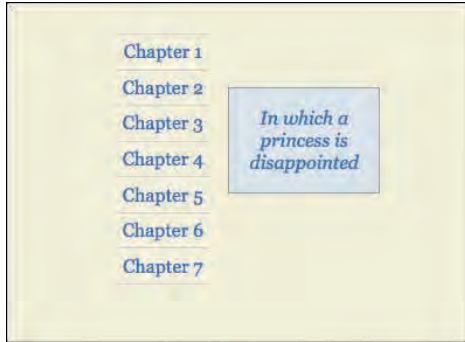 Chapter 1
Chapter 2
Chapter 3
Chapter 4
Chapter 5
Chapter 6
Chapter 7
In which a
princess is
disappointed